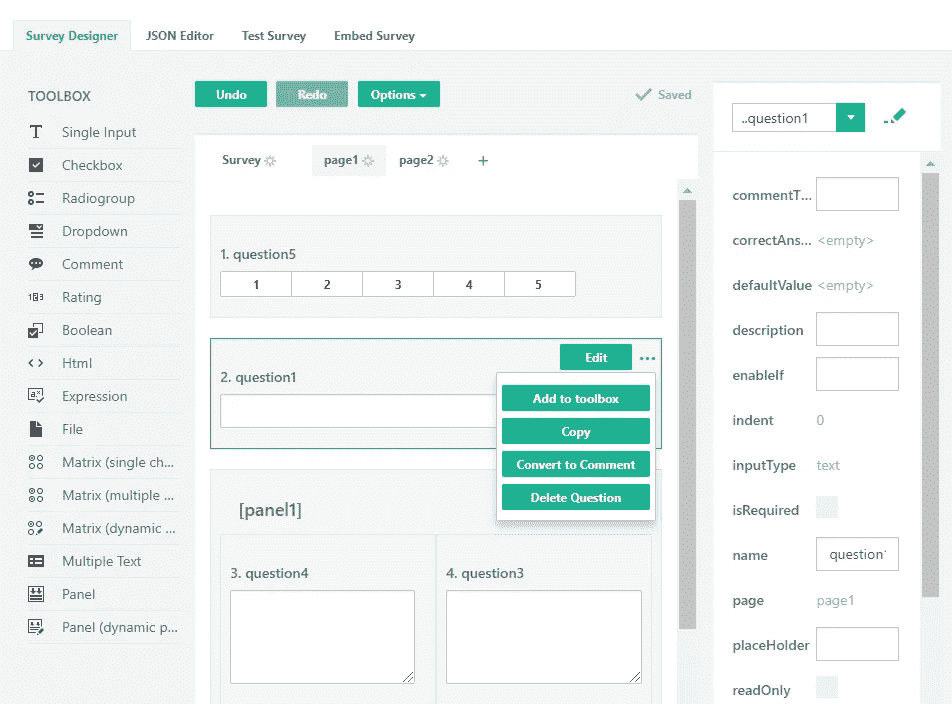 Survey Designer
JSON Editor
Test Survey
Embed Survey
TOOLBOX
Single Input
Checkbox
Radiogroup
Dropdown
Comment
Rating
Boolean
Html
Expression
File
Matrix (single ch...
Matrix (multiple ...
Matrix (dynamic ...
Multiple Text
Panel
Panel (dynamic p...
Undo
Redo
Options
Saved
Survey
page1
page2
+
1. question5
1 2 3 4 5
Edit
2. question1
Add to toolbox
Copy
Convert to Comment
Delete Question
[panel1]
3. question4
4. question3
..question1
commentT...
correctAns... <empty>
defaultValue <empty>
description
enableIf
indent 0
inputType text
isRequired
name question1
page page1
placeHolder
readOnly